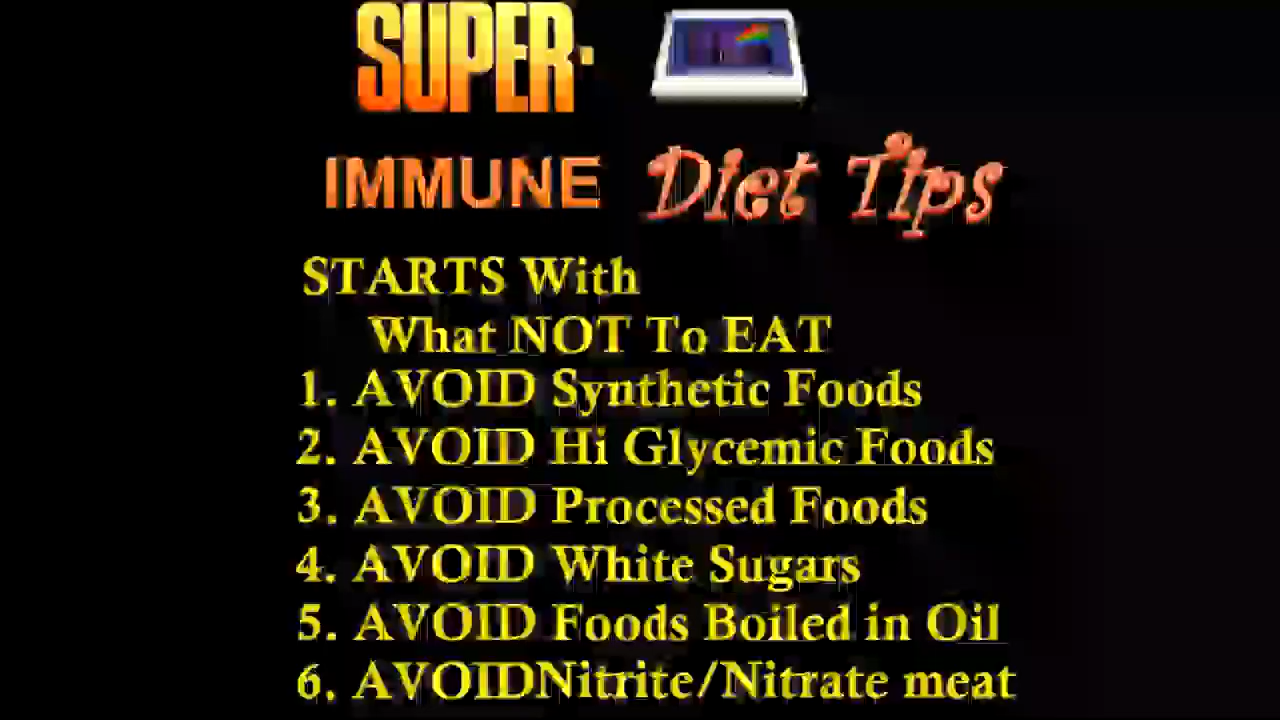 SUPER-
IMMUNE Diet Tips
STARTS With
What NOT To EAT
1. AVOID Synthetic Foods
2. AVOID Hi Glycemic Foods
3. AVOID Processed Foods
4. AVOID White Sugars
5. AVOID Foods Boiled in Oil
6. AVOIDNitrite/Nitrate meat